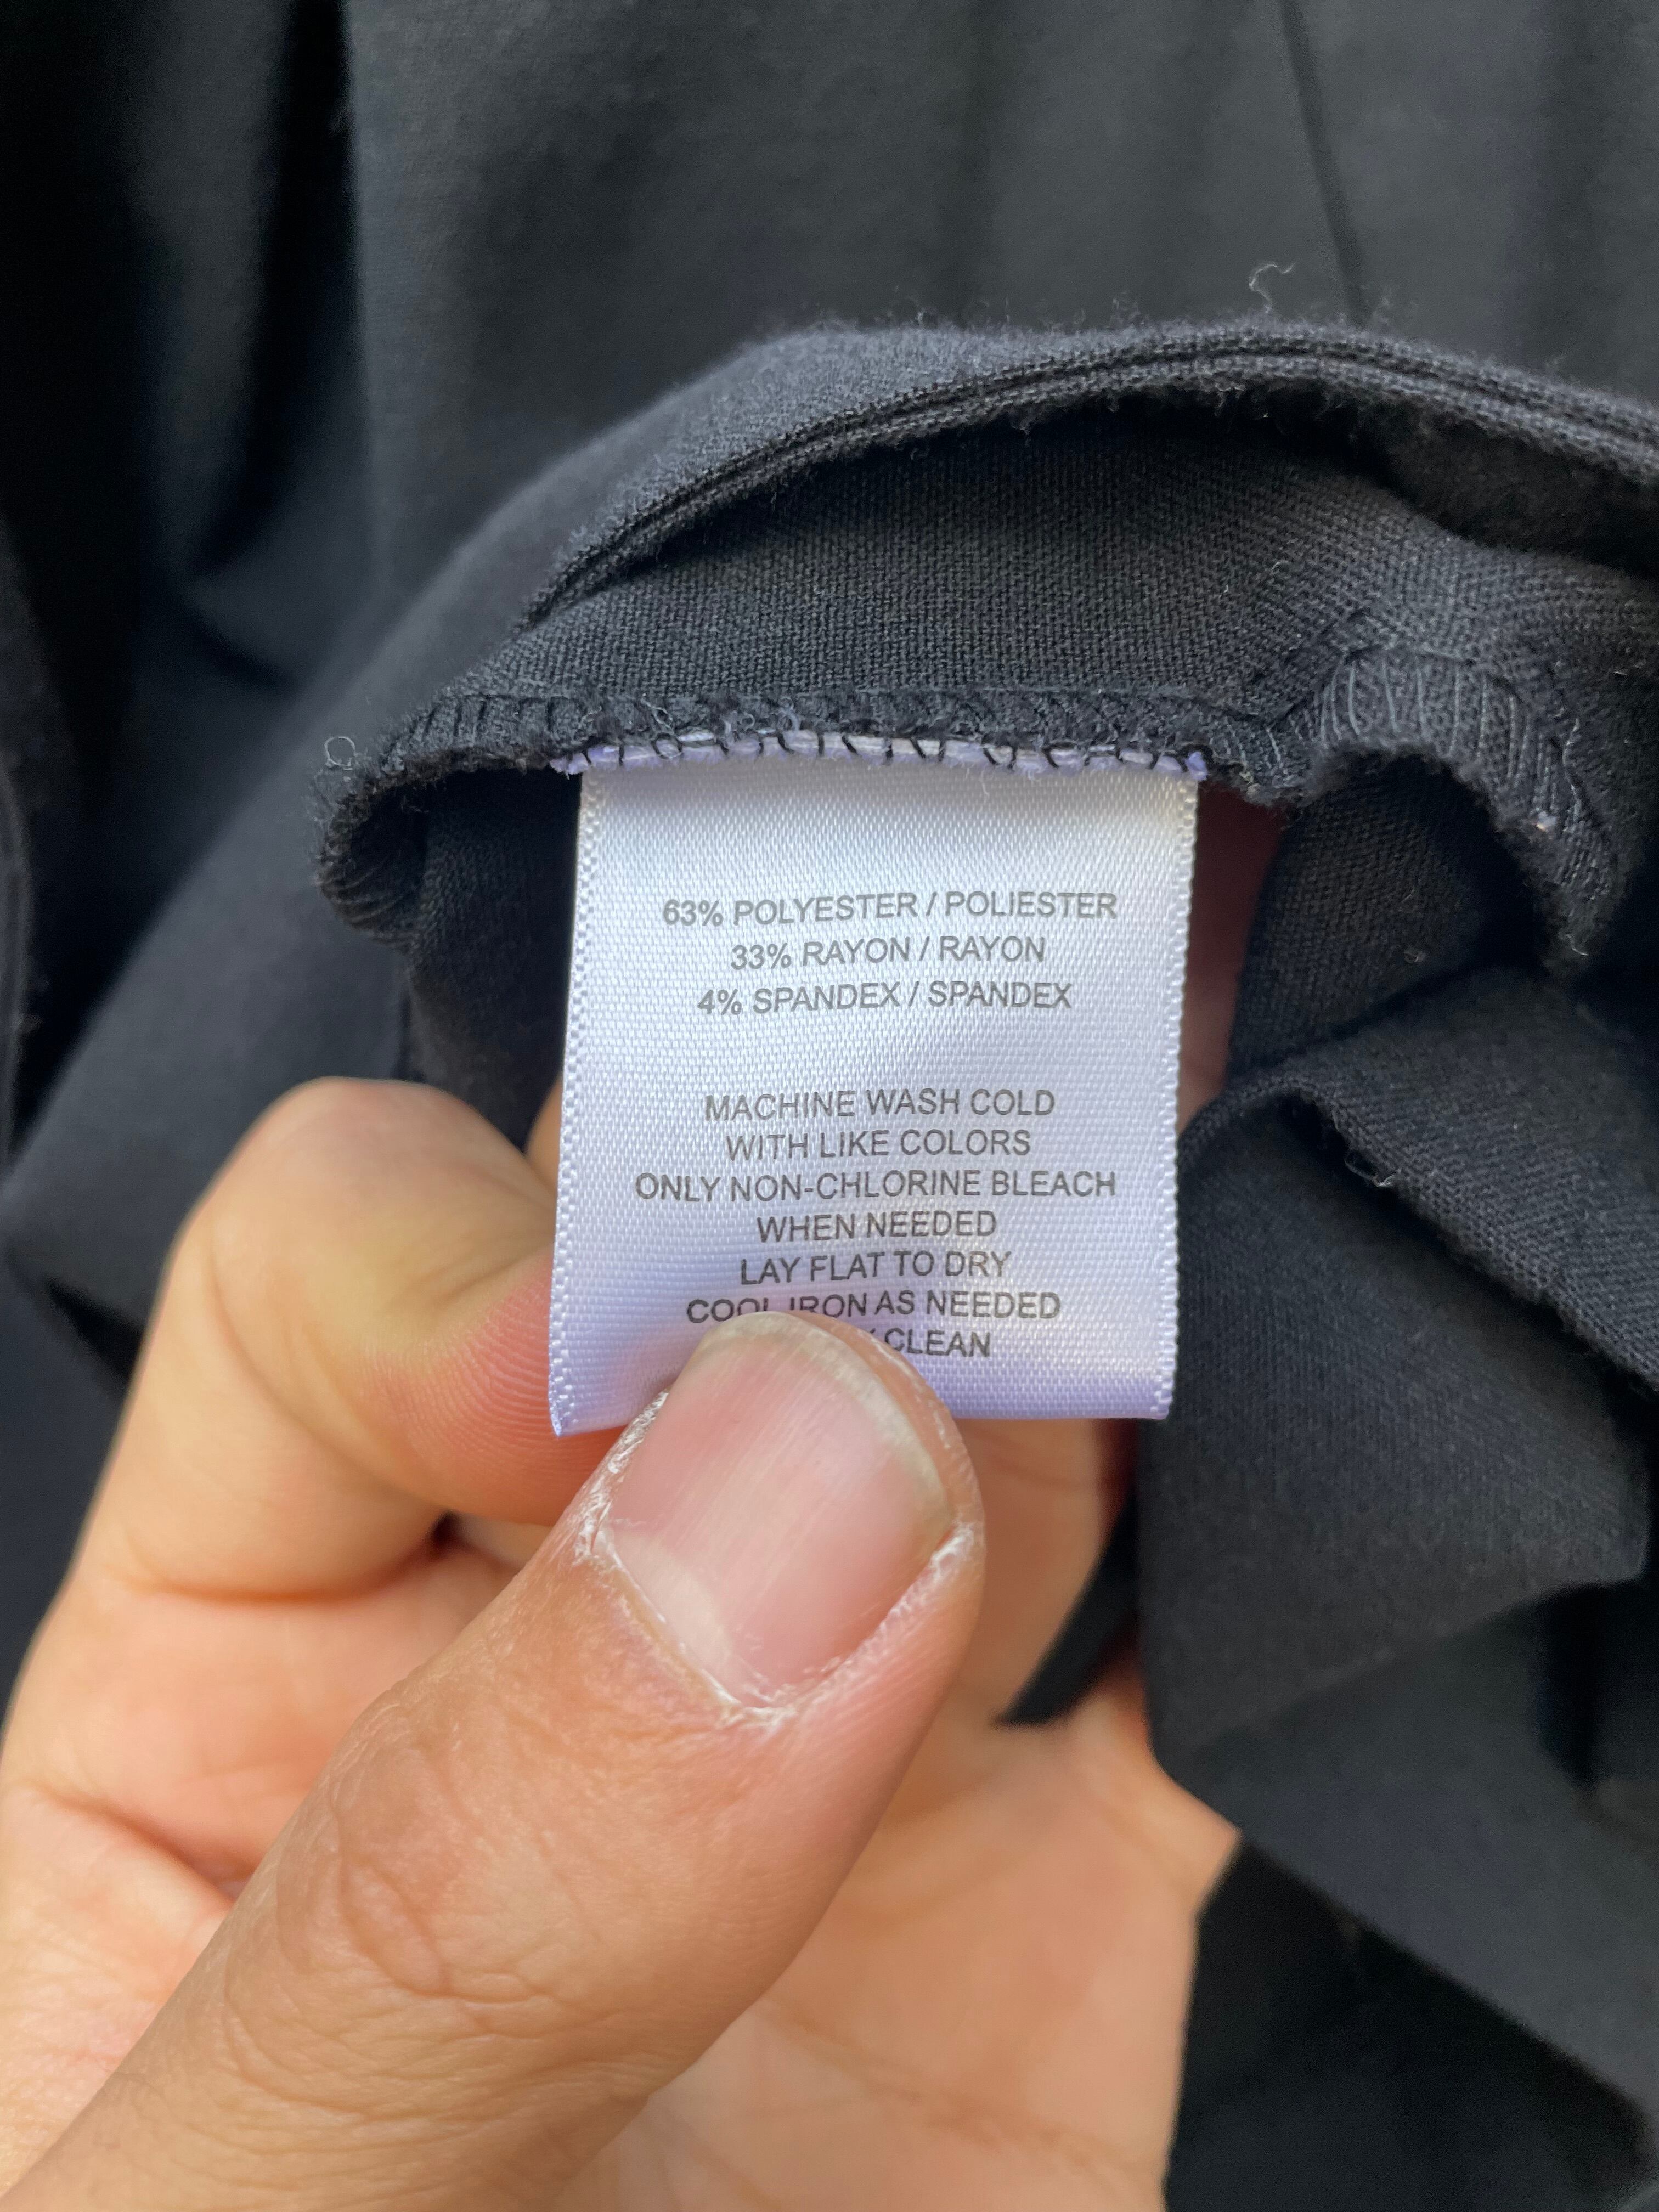 63% POLYESTER / POLIESTER
33% RAYON / RAYON
4% SPANDEX / SPANDEX
MACHINE WASH COLD
WITH LIKE COLORS
ONLY NON-CHLORINE BLEACH
WHEN NEEDED
LAY FLAT TO DRY
COOL IRON AS NEEDED
CLEAN